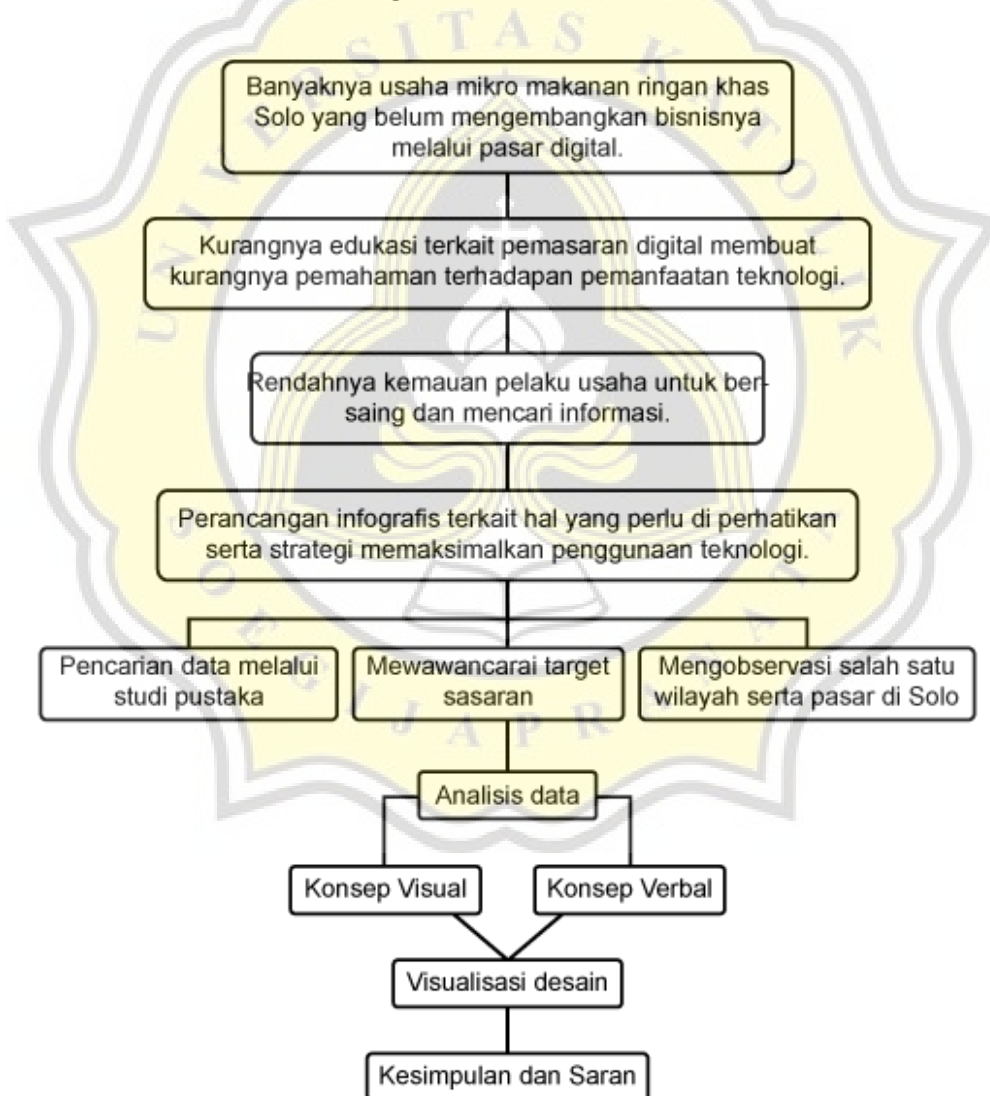 UNIVERSITAS KATOLIK
SOEGIJAPRANATA
Banyaknya usaha mikro makanan ringan khas
Solo yang belum mengembangkan bisnisnya
melalui pasar digital.
Kurangnya edukasi terkait pemasaran digital membuat
kurangnya pemahaman terhadapan pemanfaatan teknologi.
Rendahnya kemauan pelaku usaha untuk ber-
saing dan mencari informasi.
Perancangan infografis terkait hal yang perlu di perhatikan
serta strategi memaksimalkan penggunaan teknologi.
Pencarian data melalui
studi pustaka
Mewawancarai target
sasaran
Mengobservasi salah satu
wilayah serta pasar di Solo
Analisis data
Konsep Visual
Konsep Verbal
Visualisasi desain
Kesimpulan dan Saran